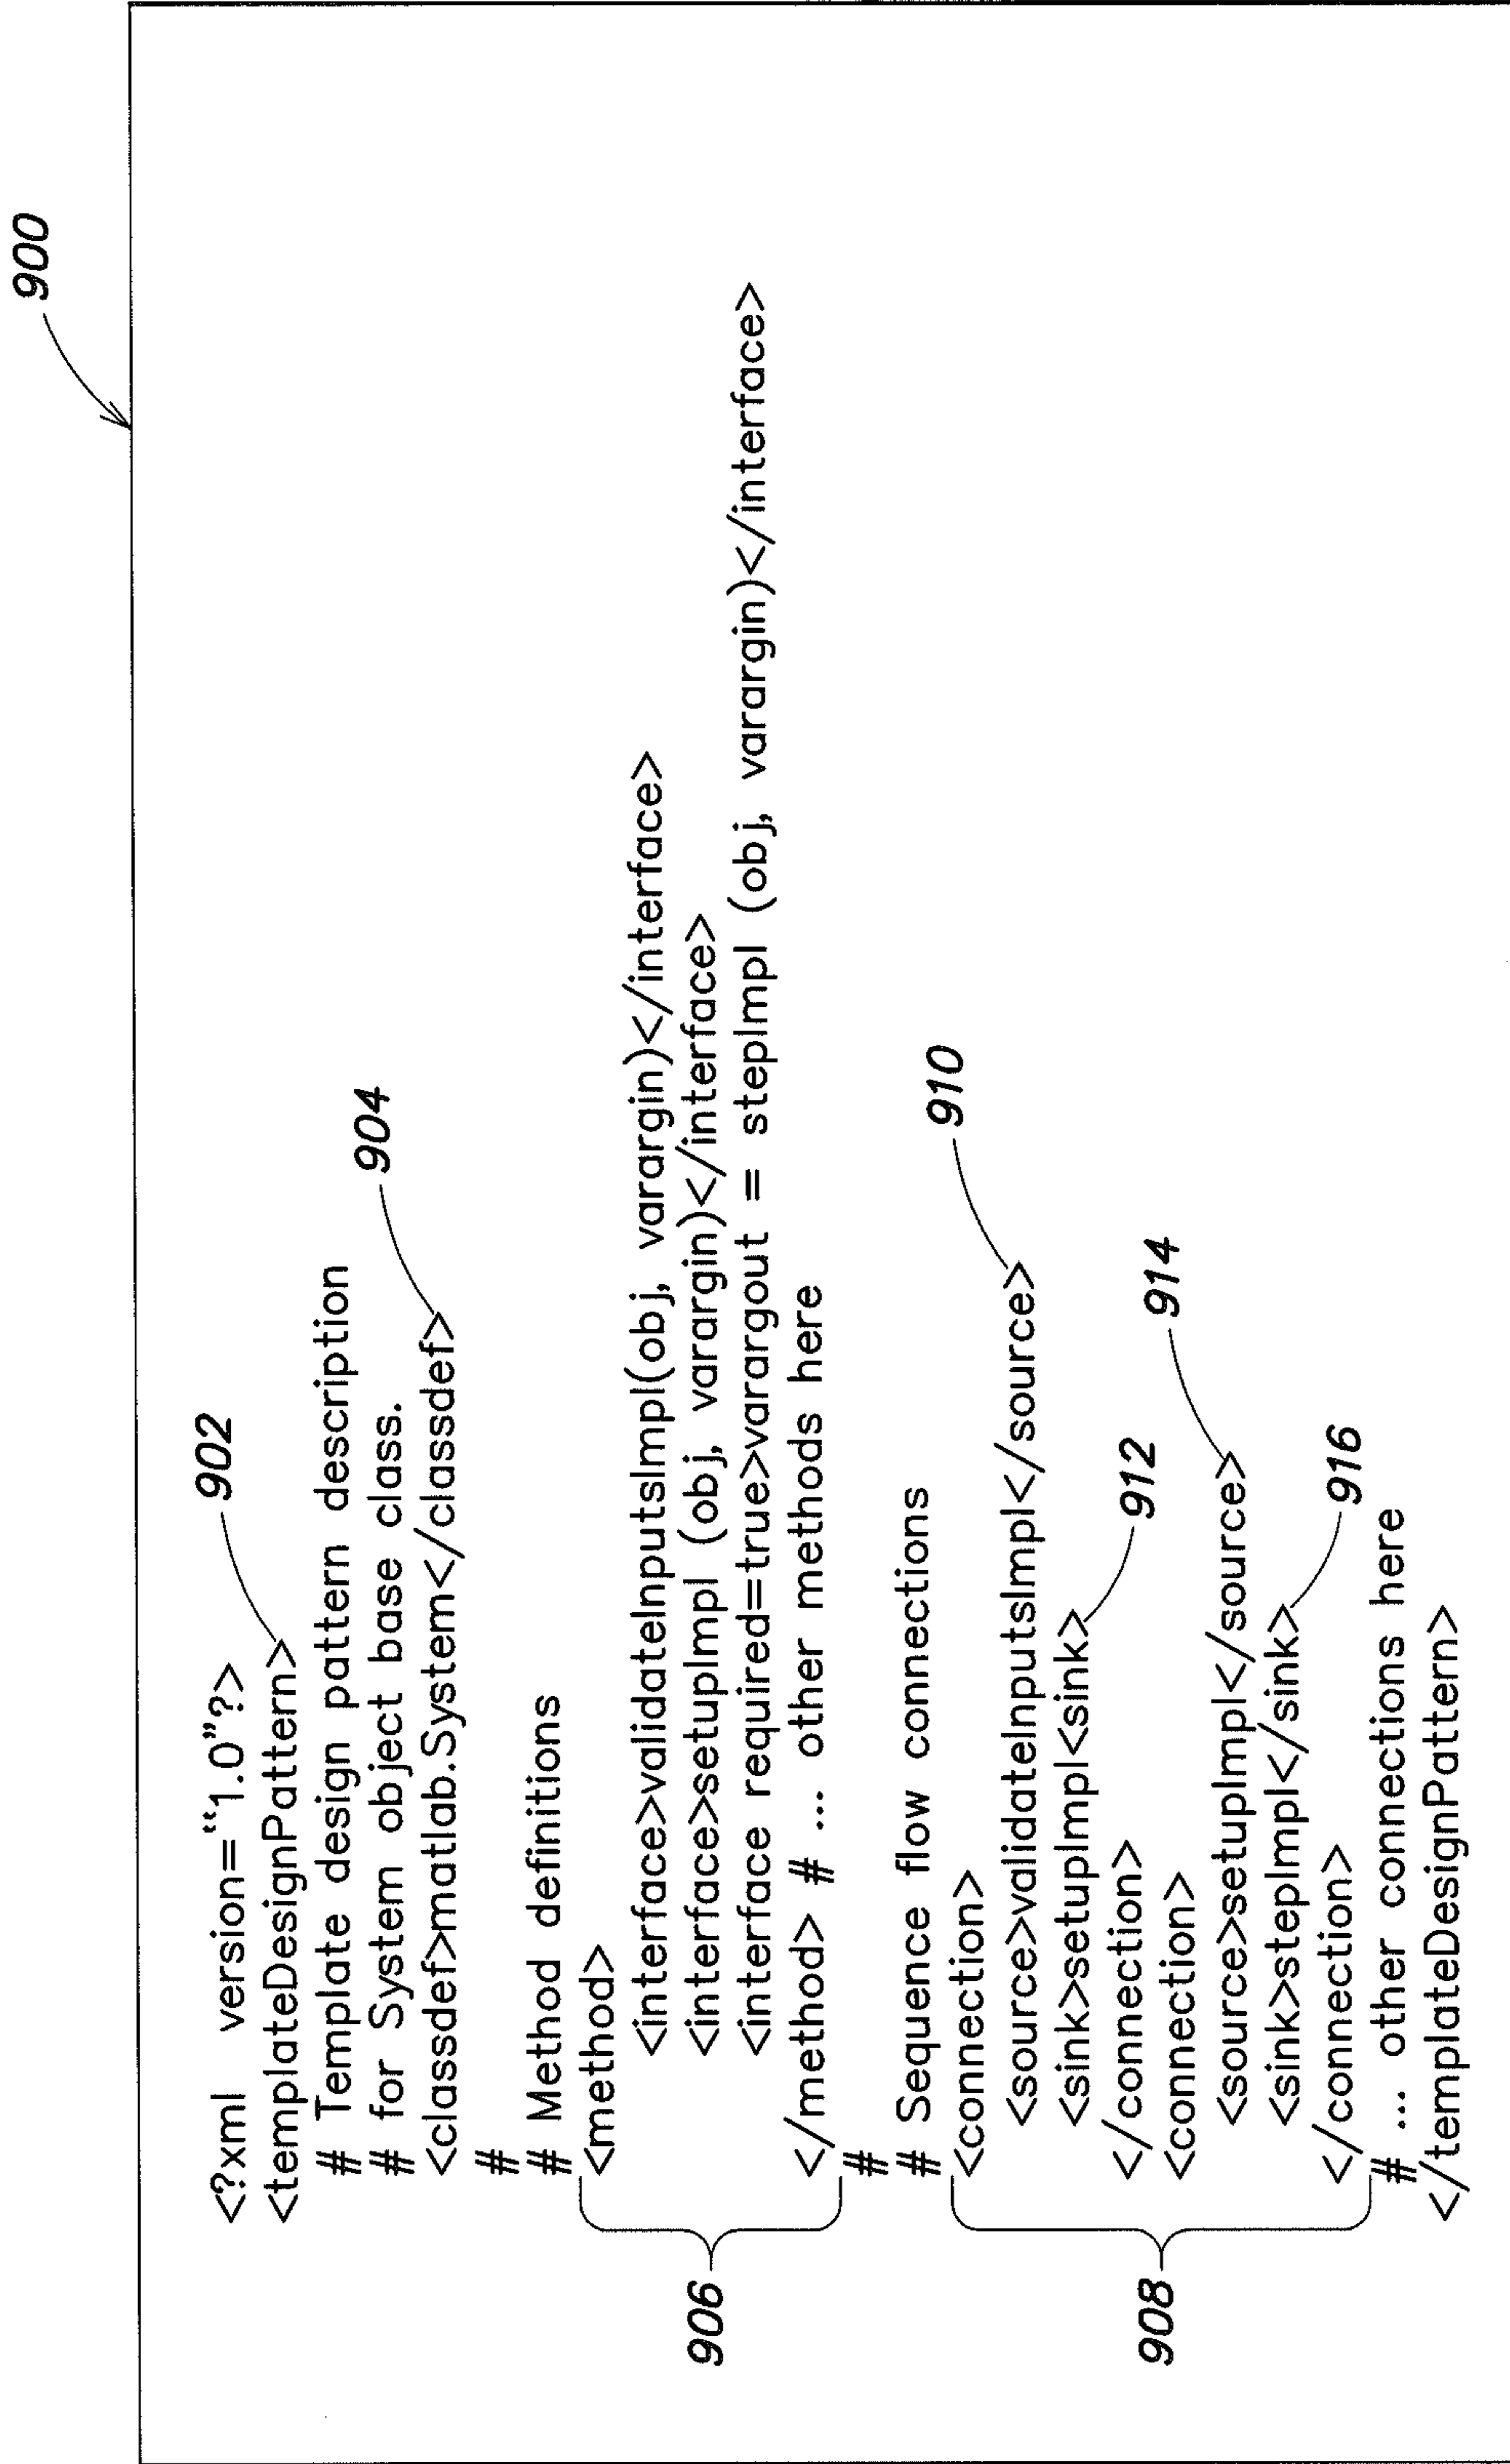 900
<?xml version=“1.0”?>
<templateDesignPattern> 902
# Template design pattern description
# for System object base class.
<classdef>matlab.System</classdef> 904
#
# Method definitions
<method>
<interface>validateInputsImpl(obj, varargin)</interface>
<interface>setupImpl (obj, varargin)</interface>
<interface required=true>varargout = stepImpl (obj, varargin)</interface>
</method> # ... other methods here
906
#
# Sequence flow connections
<connection>
<source>validateInputsImpl</source> 910
<sink>setupImpl<sink> 912
</connection>
<connection>
<source>setupImpl</source> 914
<sink>stepImpl</sink> 916
</connection>
908
# ... other connections here
</templateDesignPattern>